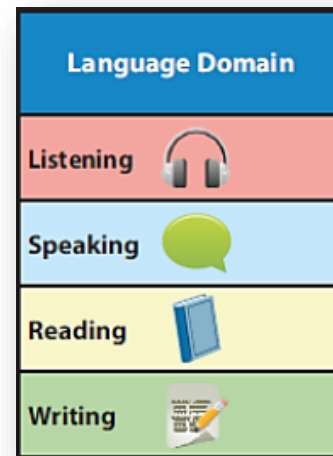 Language Domain
Listening
Speaking
Reading
Writing